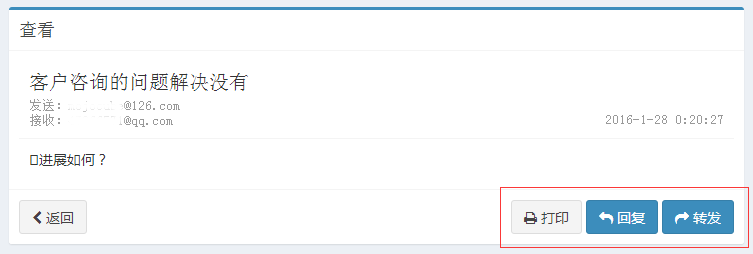 查看
客户咨询的问题解决没有
发送： @126.com
接收： @qq.com
2016-1-28 0:20:27
进展如何？
返回
打印
回复
转发